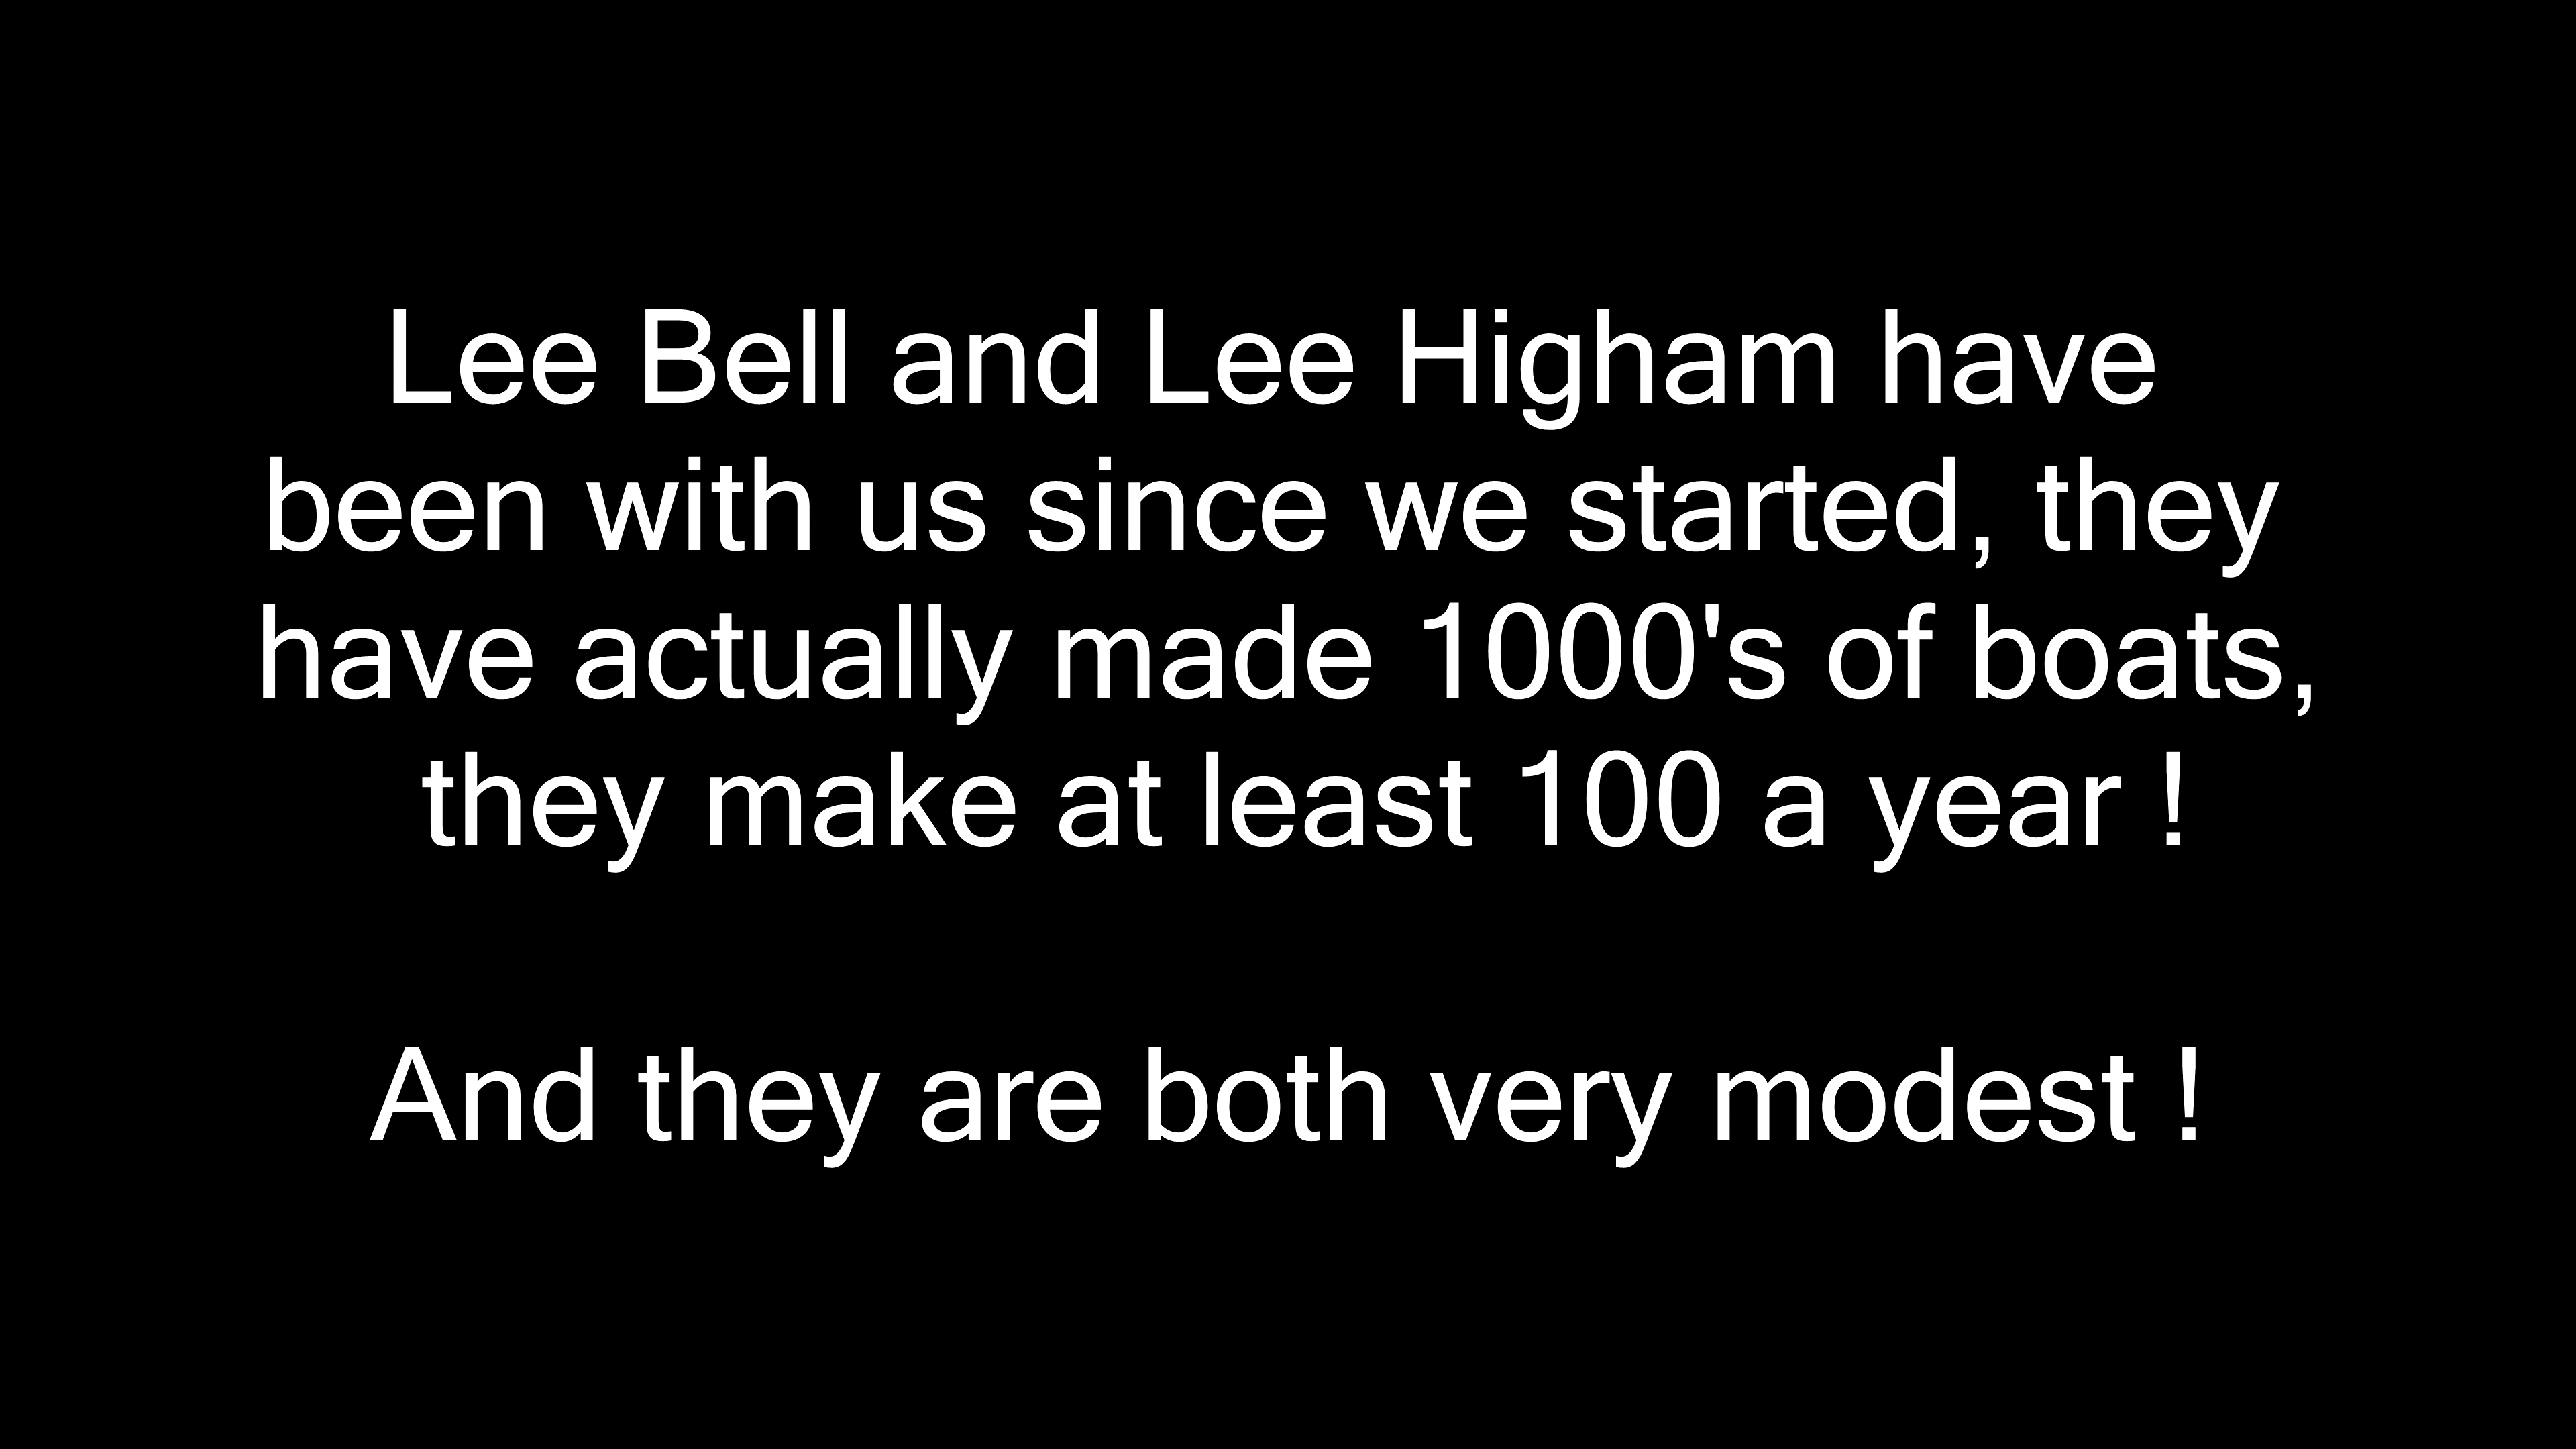 Lee Bell and Lee Higham have
been with us since we started, they
have actually made 1000's of boats,
they make at least 100 a year !
And they are both very modest !